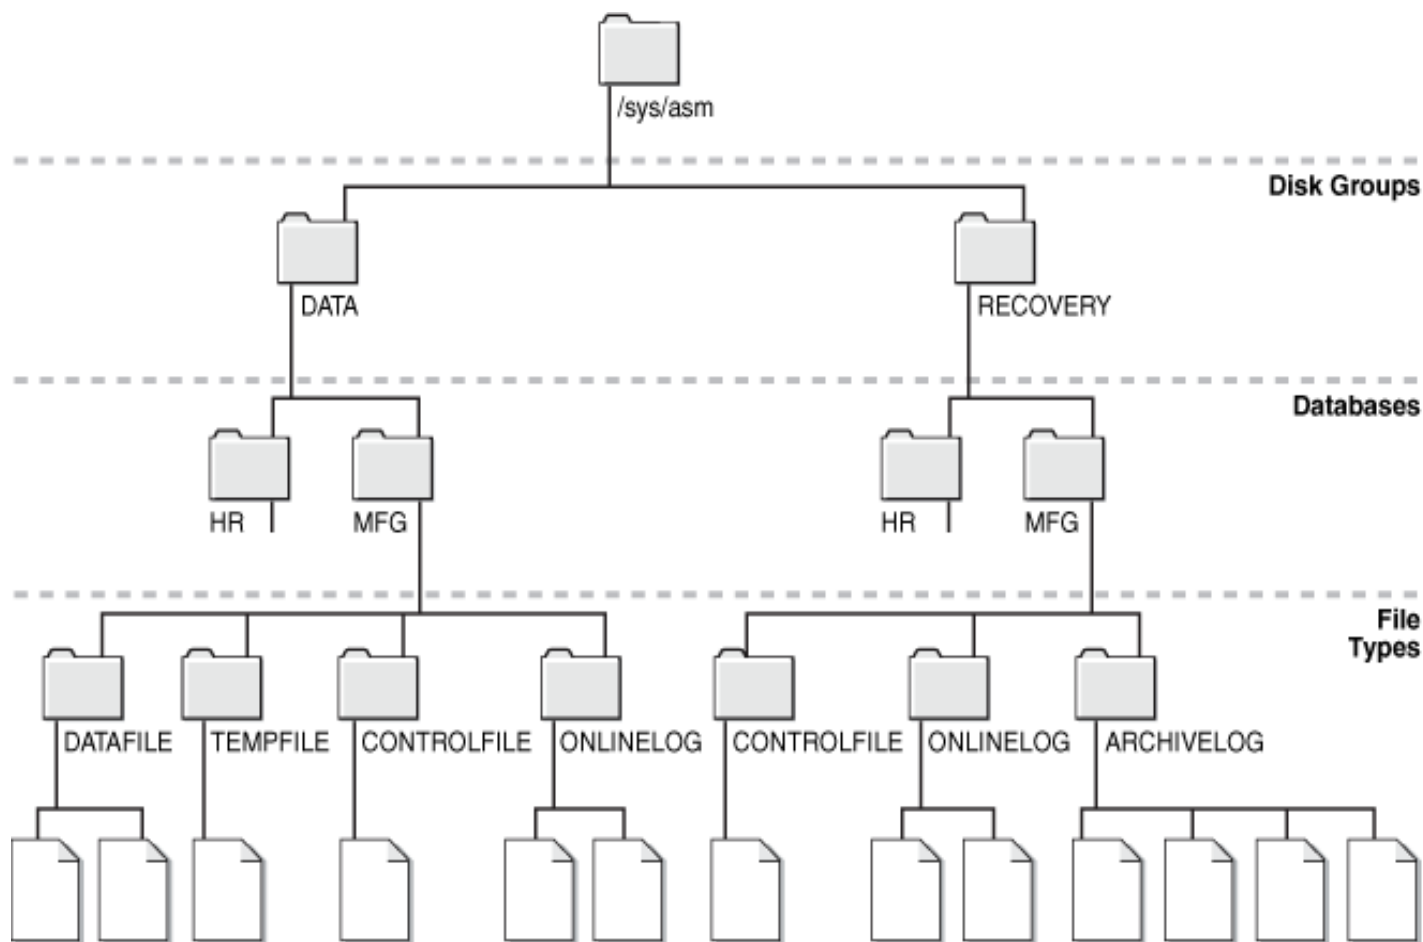 /sys/asm
Disk Groups
DATA
RECOVERY
Databases
HR
MFG
HR
MFG
File
Types
DATAFILE
TEMPFILE
CONTROLFILE
ONLINELOG
CONTROLFILE
ONLINELOG
ARCHIVELOG